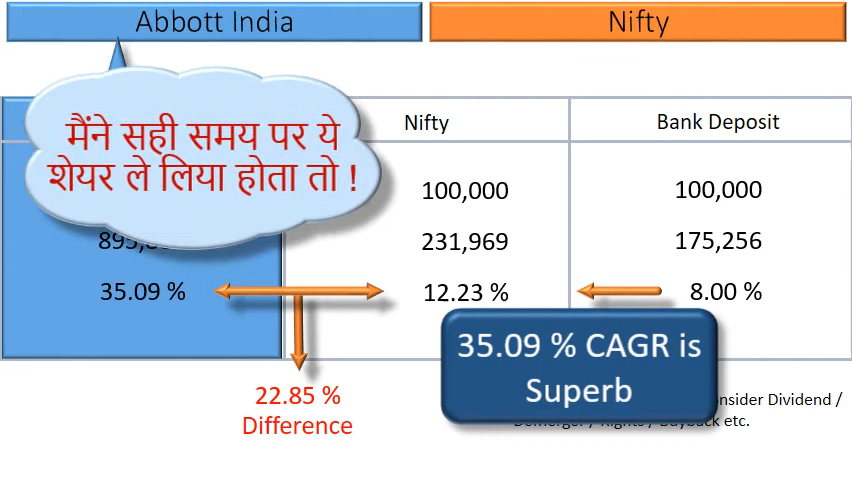 Abbott India
Nifty
मैंने सही समय पर ये
शेयर ले लिया होता तो !
Nifty
Bank Deposit
100,000
100,000
231,969
175,256
35.09 %
12.23 %
8.00 %
35.09 % CAGR is
Superb
22.85 %
Difference
Dividend /
/ Rights / Buyback etc.